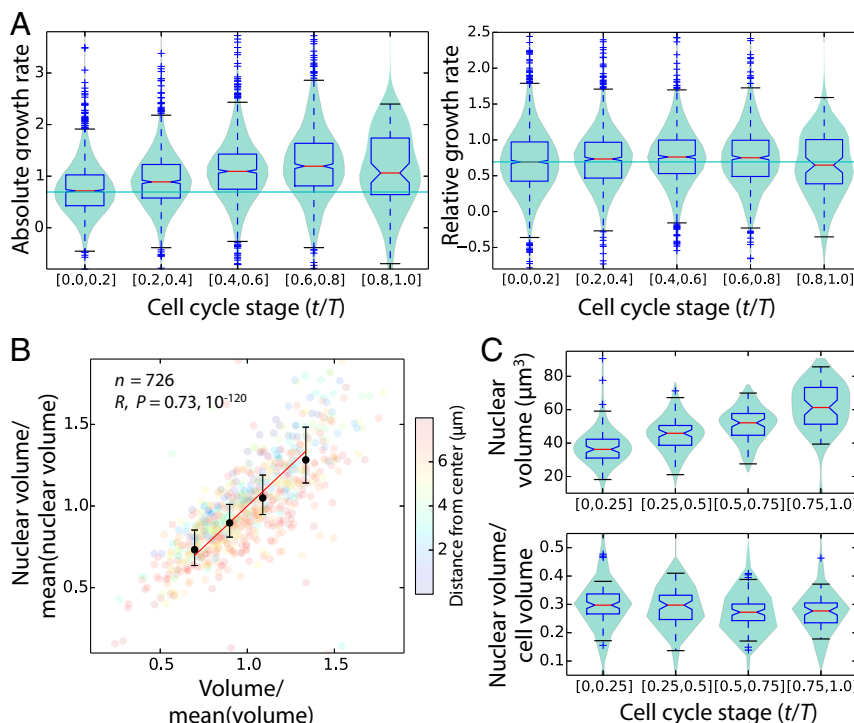 A
Absolute growth rate
3
2
1
0
[0.0,0.2]
[0.2,0.4]
[0.4,0.6]
[0.6,0.8]
[0.8,1.0]
Cell cycle stage (t/T)
Relative growth rate
2.5
2.0
1.5
1.0
0.5
0.0
−0.5
[0.0,0.2]
[0.2,0.4]
[0.4,0.6]
[0.6,0.8]
[0.8,1.0]
Cell cycle stage (t/T)
B
n = 726
R, P = 0.73, 10⁻¹²⁰
Nuclear volume/
mean(nuclear volume)
1.5
1.0
0.5
0.5
1.0
1.5
Volume/
mean(volume)
6
4
2
Distance from center (μm)
C
Nuclear
volume (μm³)
80
60
40
20
[0,0.25]
[0.25,0.5]
[0.5,0.75]
[0.75,1.0]
Nuclear volume/
cell volume
0.5
0.4
0.3
0.2
0.1
[0,0.25]
[0.25,0.5]
[0.5,0.75]
[0.75,1.0]
Cell cycle stage (t/T)